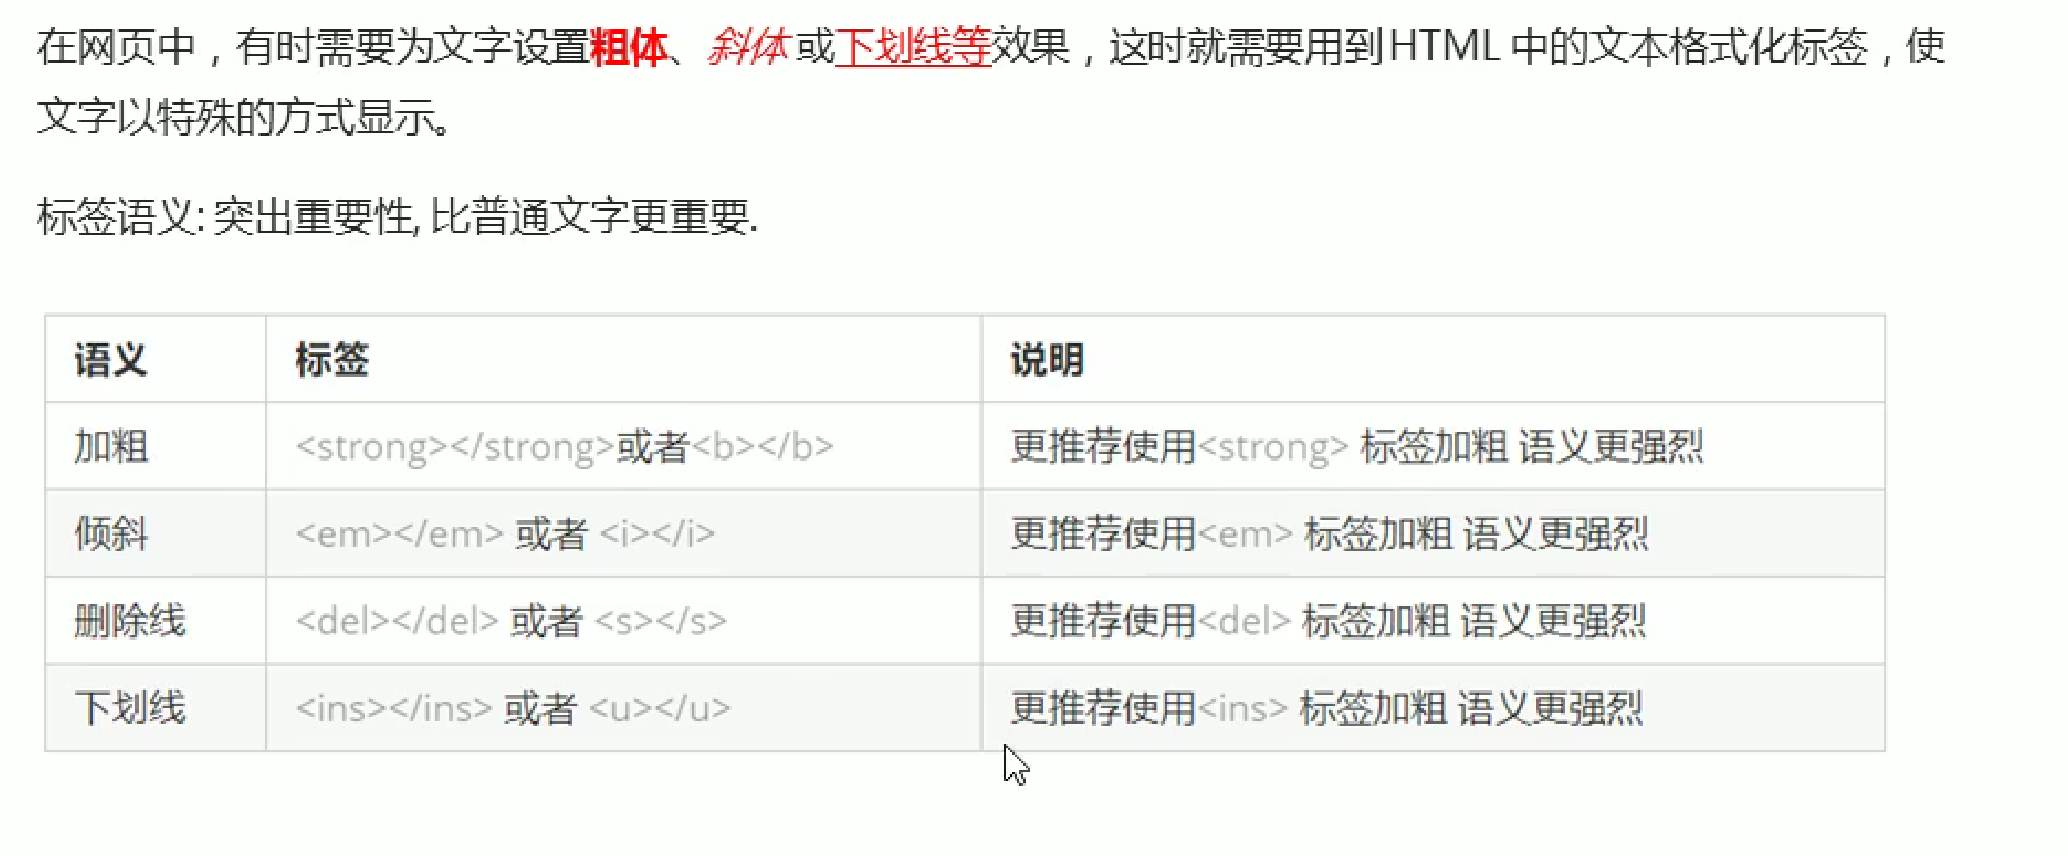 在网页中，有时需要为文字设置粗体、斜体或下划线等效果，这时就需要用到HTML 中的文本格式化标签，使
文字以特殊的方式显示。
标签语义: 突出重要性, 比普通文字更重要.
语义 标签 说明
加粗 <strong></strong>或者<b></b> 更推荐使用<strong> 标签加粗 语义更强烈
倾斜 <em></em> 或者 <i></i> 更推荐使用<em> 标签加粗 语义更强烈
删除线 <del></del> 或者 <s></s> 更推荐使用<del> 标签加粗 语义更强烈
下划线 <ins></ins> 或者 <u></u> 更推荐使用<ins> 标签加粗 语义更强烈